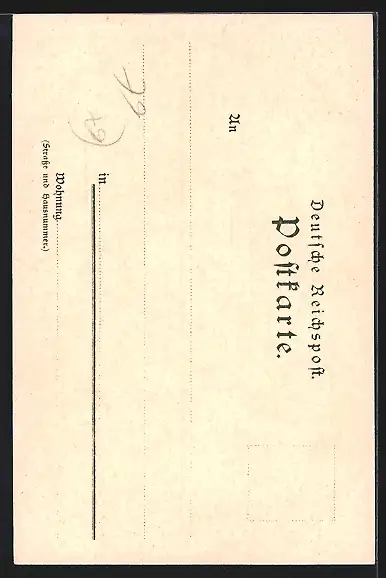 Deutsche Reichspost.
Postkarte.
An
in
Wohnung
(Straße und Hausnummer.)